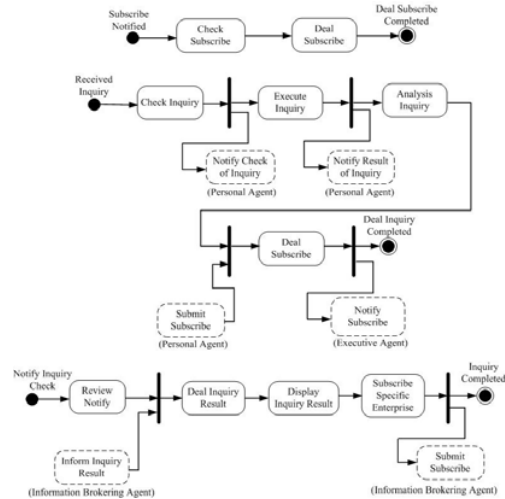 Subscribe
Notified
Check
Subscribe
Deal
Subscribe
Deal Subscribe
Completed
Received
Inquiry
Check Inquiry
Execute
Inquiry
Analysis
Inquiry
Notify Check
of Inquiry
(Personal Agent)
Notify Result
of Inquiry
(Personal Agent)
Deal
Subscribe
Deal Inquiry
Completed
Submit
Subscribe
(Personal Agent)
Notify
Subscribe
(Executive Agent)
Notify Inquiry
Check
Review
Notify
Deal Inquiry
Result
Display
Inquiry Result
Subscribe
Specific
Enterprise
Inquiry
Completed
Inform Inquiry
Result
(Information Brokering Agent)
Submit
Subscribe
(Information Brokering Agent)